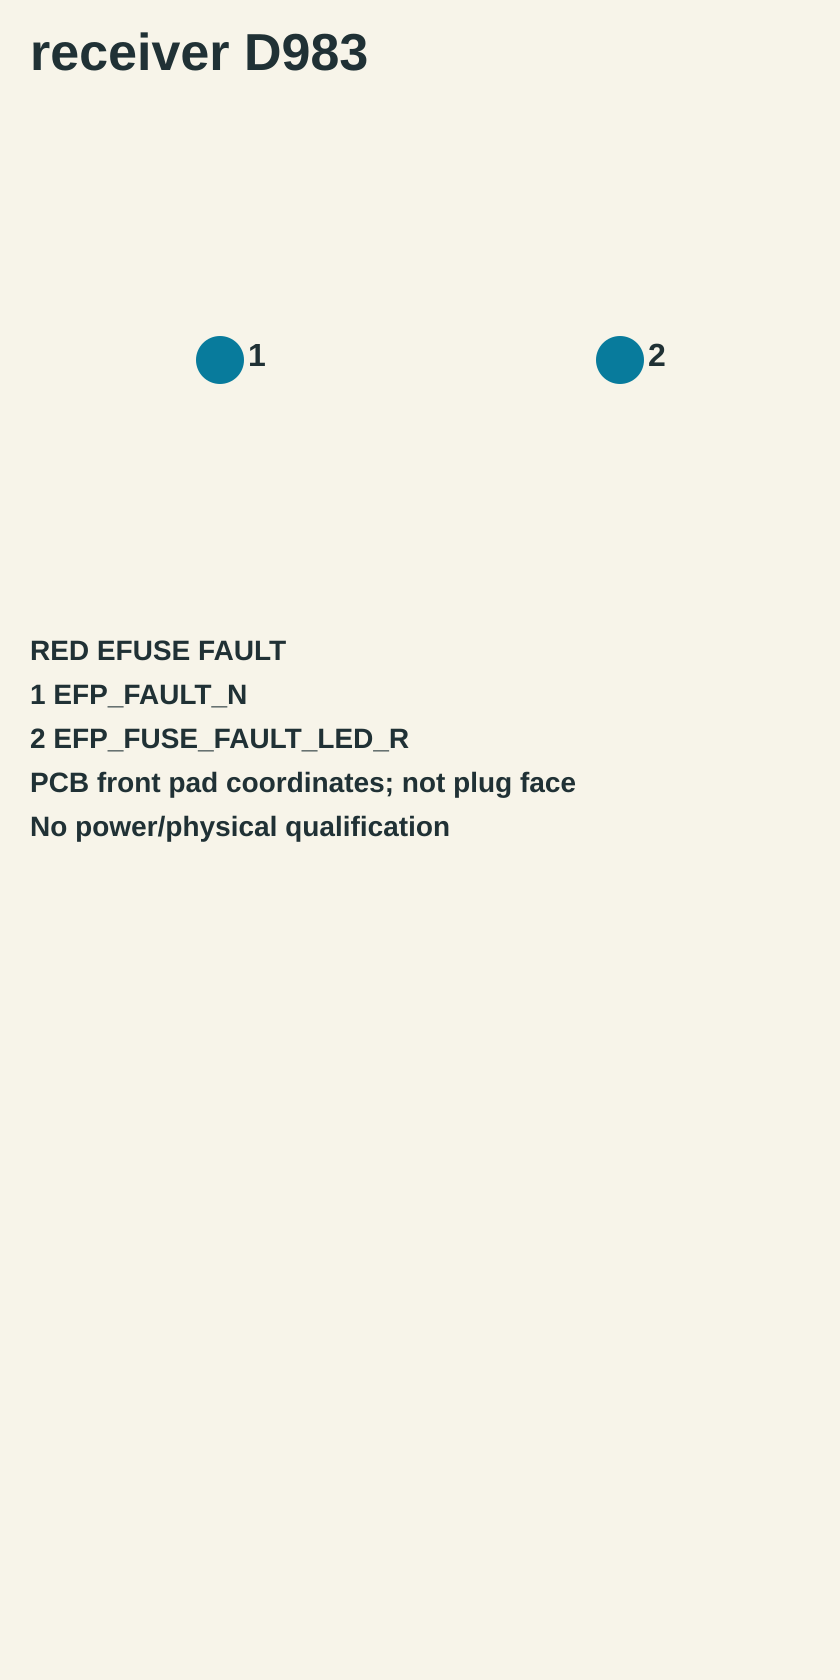 receiver D983
1
2
RED EFUSE FAULT
1 EFP_FAULT_N
2 EFP_FUSE_FAULT_LED_R
PCB front pad coordinates; not plug face
No power/physical qualification